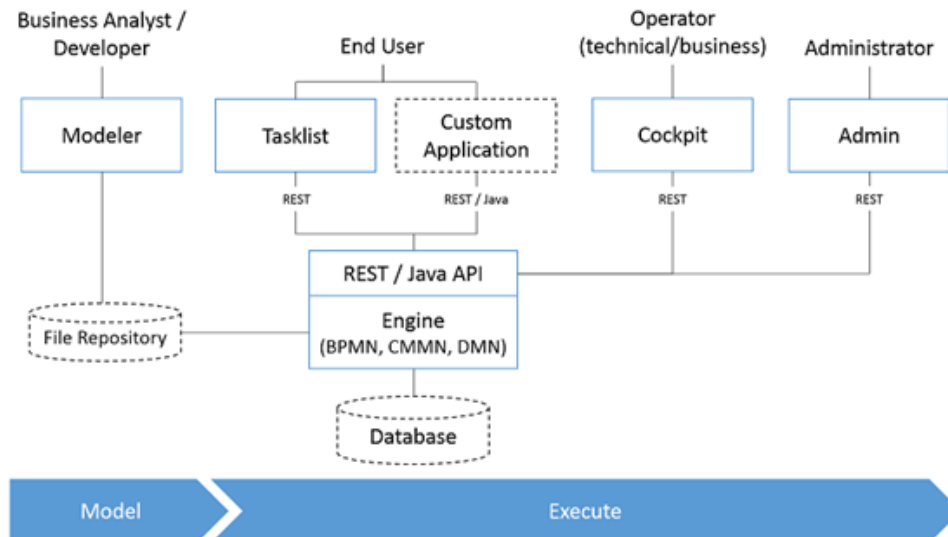 Business Analyst /
Developer
End User
Operator
(technical/business)
Administrator
Modeler
Tasklist
Custom
Application
Cockpit
Admin
REST
REST / Java
REST
REST
REST / Java API
Engine
(BPMN, CMMN, DMN)
File Repository
Database
Model
Execute